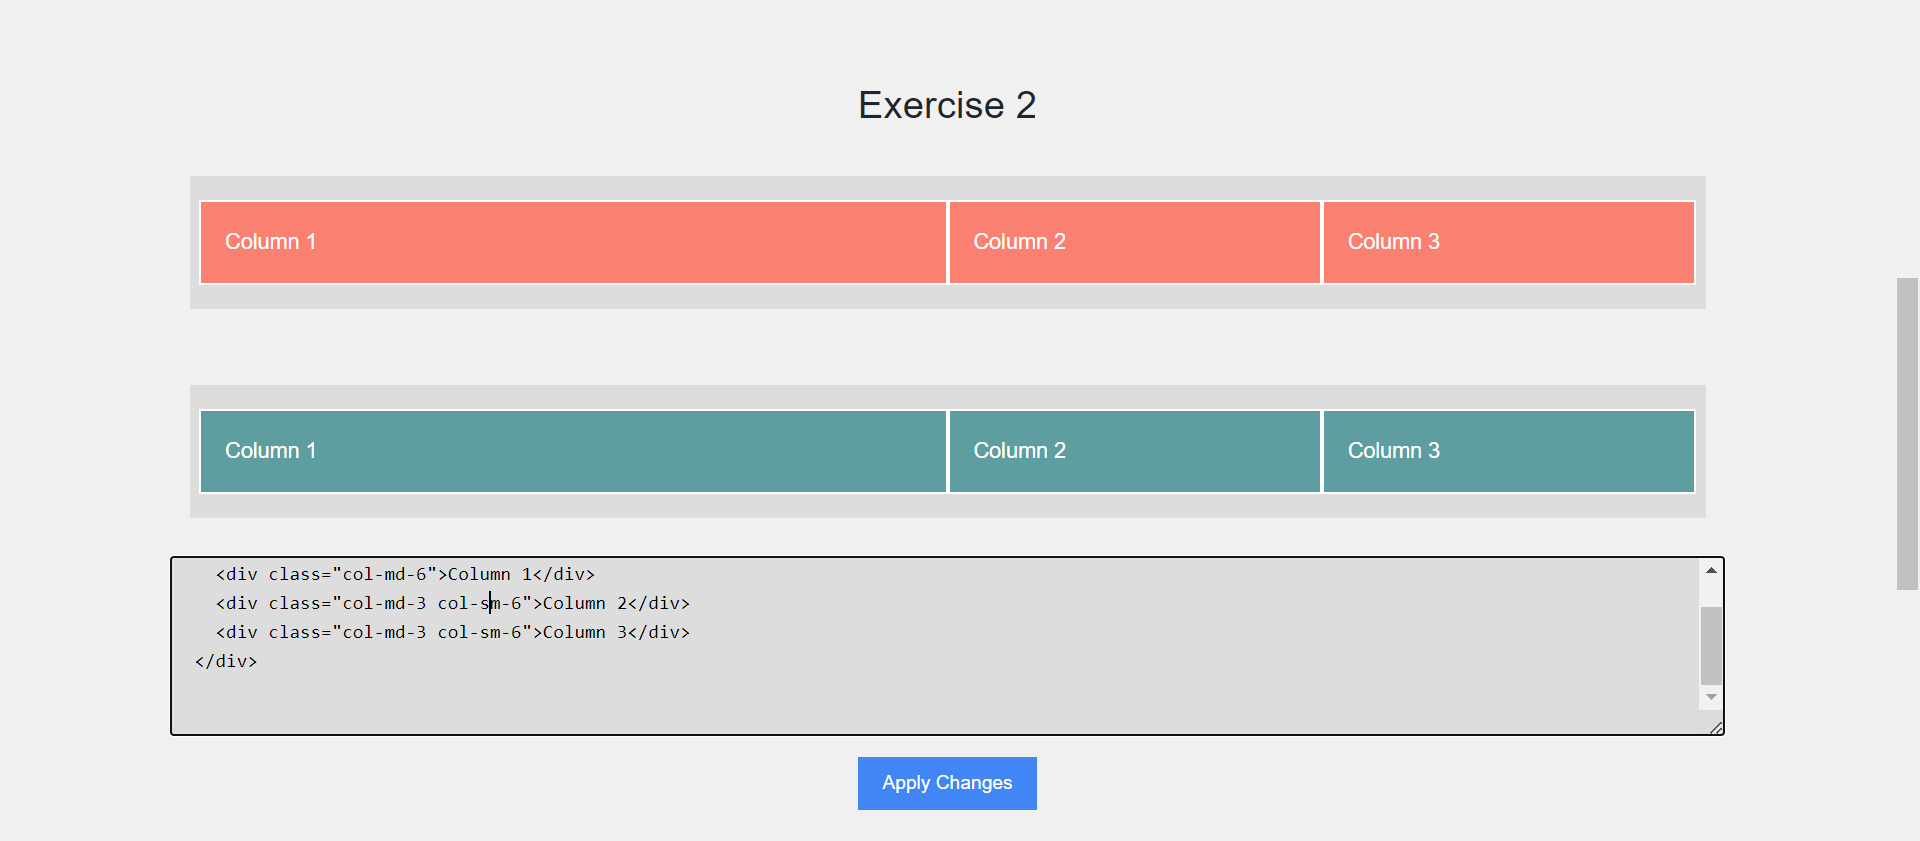 Exercise 2
Column 1 Column 2 Column 3
Column 1 Column 2 Column 3
<div class="col-md-6">Column 1</div>
<div class="col-md-3 col-sm-6">Column 2</div>
<div class="col-md-3 col-sm-6">Column 3</div>
</div>
Apply Changes